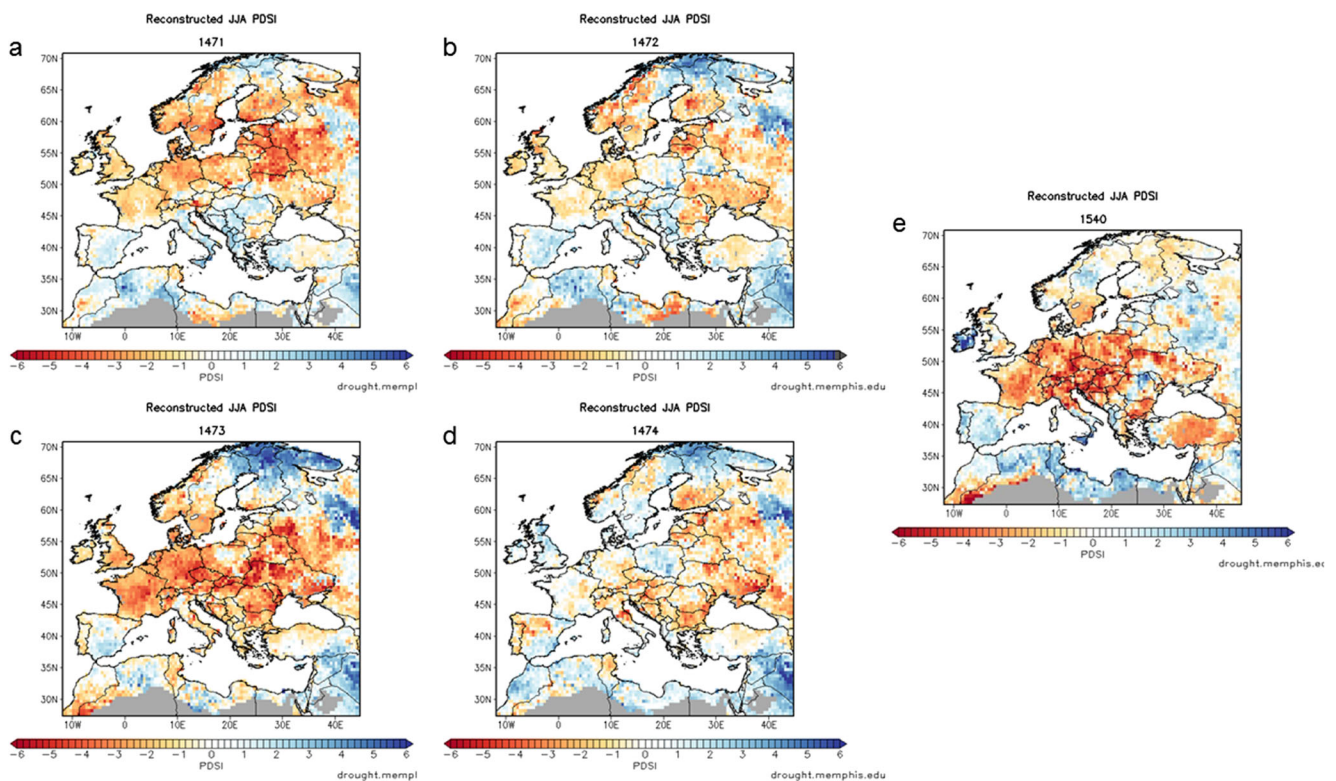 a
Reconstructed JJA PDSI
1471
70N
65N
60N
55N
50N
45N
40N
35N
30N
10W 0 10E 20E 30E 40E
-6 -5 -4 -3 -2 -1 0 1 2 3 4 5 6
PDSI
drought.mempl
b
Reconstructed JJA PDSI
1472
70N
65N
60N
55N
50N
45N
40N
35N
30N
10W 0 10E 20E 30E 40E
-6 -5 -4 -3 -2 -1 0 1 2 3 4 5 6
PDSI
drought.memphis.edu
c
Reconstructed JJA PDSI
1473
70N
65N
60N
55N
50N
45N
40N
35N
30N
10W 0 10E 20E 30E 40E
-6 -5 -4 -3 -2 -1 0 1 2 3 4 5 6
PDSI
drought.mempl
d
Reconstructed JJA PDSI
1474
70N
65N
60N
55N
50N
45N
40N
35N
30N
10W 0 10E 20E 30E 40E
-6 -5 -4 -3 -2 -1 0 1 2 3 4 5 6
PDSI
drought.memphis.edu
e
Reconstructed JJA PDSI
1540
70N
65N
60N
55N
50N
45N
40N
35N
30N
10W 0 10E 20E 30E 40E
-6 -5 -4 -3 -2 -1 0 1 2 3 4 5 6
PDSI
drought.memphis.ec